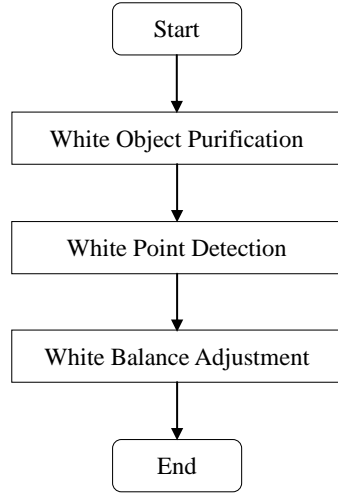 Start
White Object Purification
White Point Detection
White Balance Adjustment
End